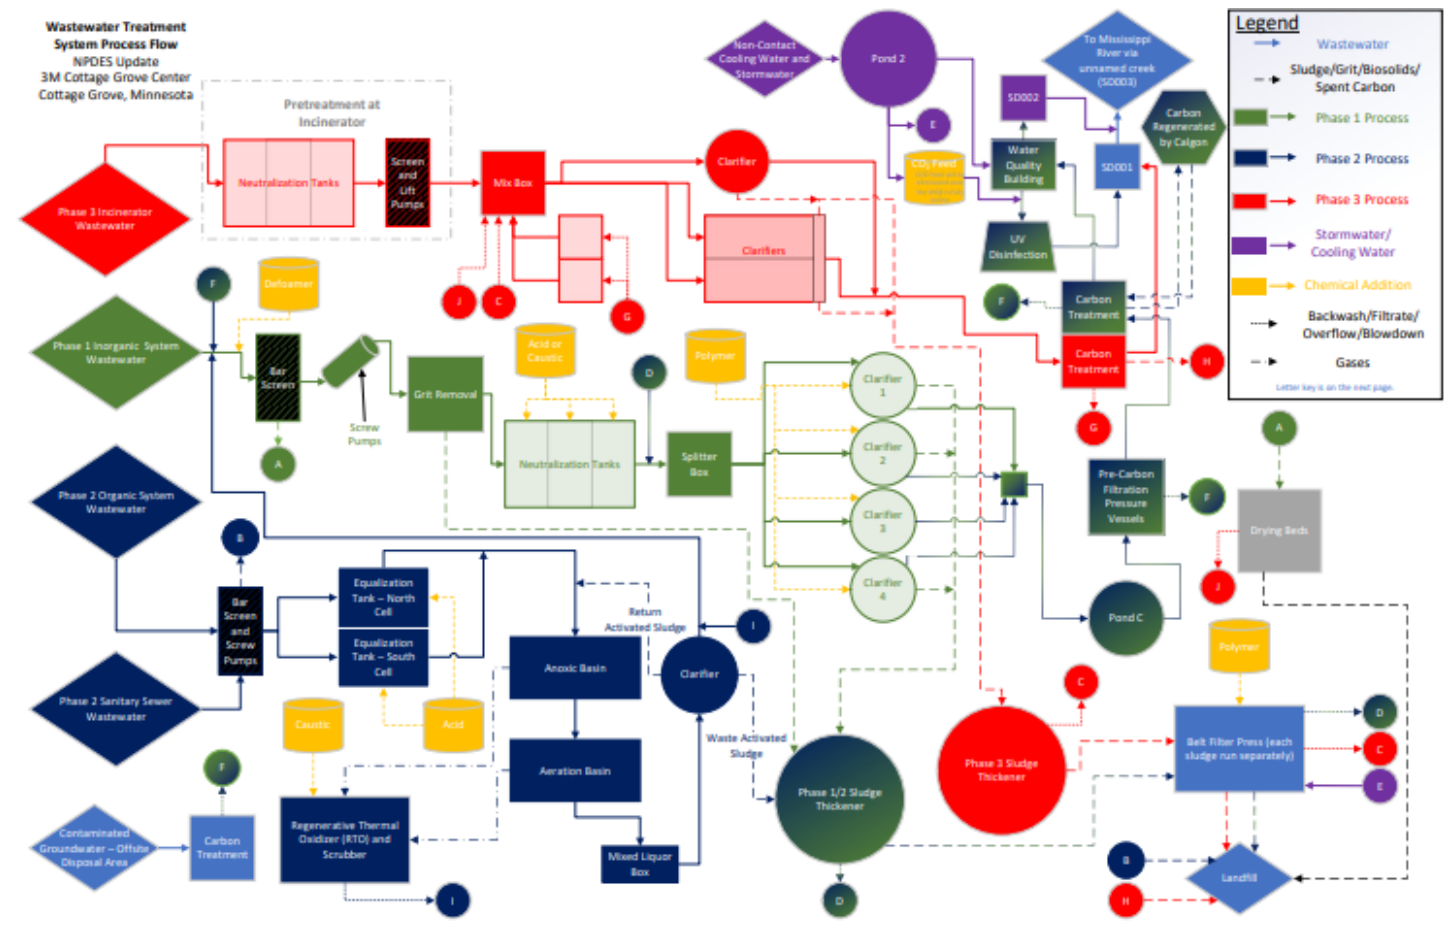 Wastewater Treatment
System Process Flow
NPDES Update
3M Cottage Grove Center
Cottage Grove, Minnesota
Pretreatment at
Incinerator
Phase 3 Incinerator
Wastewater
Neutralization Tanks
Screen
and
Lift
Pumps
Mix Box
Clarifier
Clarifiers
J
C
G
Non-Contact
Cooling Water and
Stormwater
Pond 2
E
CO2 Feed
SD002
Water
Quality
Building
UV
Disinfection
To Mississippi
River via
unnamed creek
(SD003)
SD001
Carbon
Regenerated
by Calgon
Legend
Wastewater
Sludge/Grit/Biosolids/
Spent Carbon
Phase 1 Process
Phase 2 Process
Phase 3 Process
Stormwater/
Cooling Water
Chemical Addition
Backwash/Filtrate/
Overflow/Blowdown
Gases
Letter key is on the next page.
F
Defoamer
Phase 1 Inorganic System
Wastewater
Bar
Screen
A
Screw
Pumps
Grit Removal
Acid or
Caustic
Neutralization Tanks
D
Splitter
Box
Polymer
Clarifier
1
Clarifier
2
Clarifier
3
Clarifier
4
F
Carbon
Treatment
Carbon
Treatment
H
G
Pre-Carbon
Filtration
Pressure
Vessels
F
Pond C
A
Drying Beds
J
Phase 2 Organic System
Wastewater
B
Bar
Screen
and
Screw
Pumps
Phase 2 Sanitary Sewer
Wastewater
Equalization
Tank – North
Cell
Equalization
Tank – South
Cell
Caustic
Acid
Anoxic Basin
Aeration Basin
Mixed Liquor
Box
Return
Activated Sludge
Clarifier
I
Waste Activated
Sludge
Regenerative Thermal
Oxidizer (RTO) and
Scrubber
I
F
Contaminated
Groundwater – Offsite
Disposal Area
Carbon
Treatment
Phase 1/2 Sludge
Thickener
D
Phase 3 Sludge
Thickener
C
Polymer
Belt Filter Press (each
sludge run separately)
D
C
E
B
H
Landfill